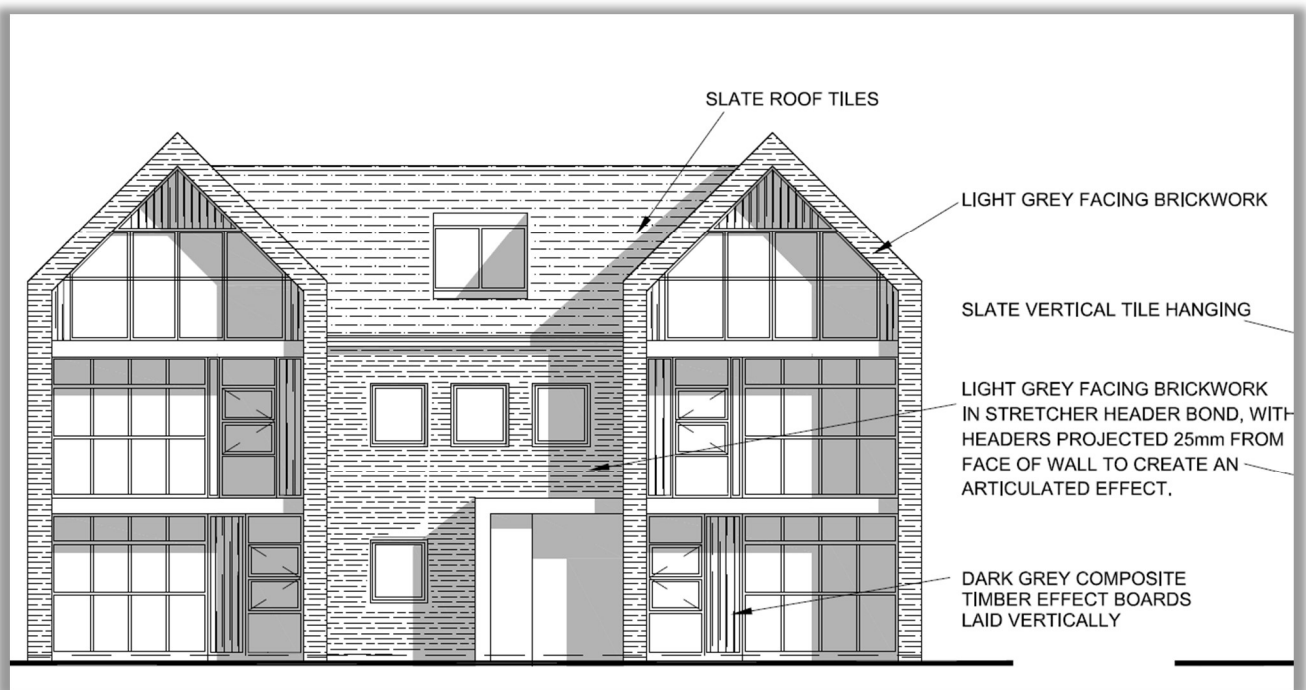 SLATE ROOF TILES
LIGHT GREY FACING BRICKWORK
SLATE VERTICAL TILE HANGING
LIGHT GREY FACING BRICKWORK
IN STRETCHER HEADER BOND, WITH
HEADERS PROJECTED 25mm FROM
FACE OF WALL TO CREATE AN
ARTICULATED EFFECT.
DARK GREY COMPOSITE
TIMBER EFFECT BOARDS
LAID VERTICALLY